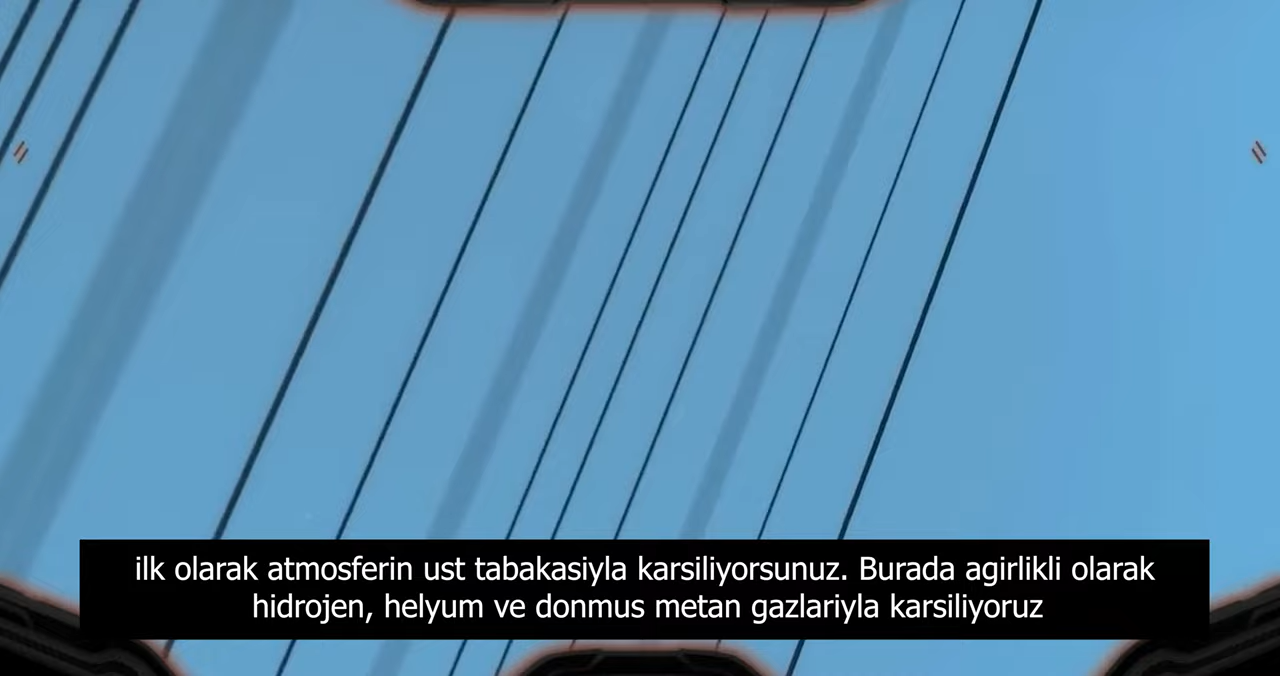 ilk olarak atmosferin ust tabakasiyla karsiliyorsunuz. Burada agirlikli olarak
hidrojen, helyum ve donmus metan gazlariyla karsiliyoruz